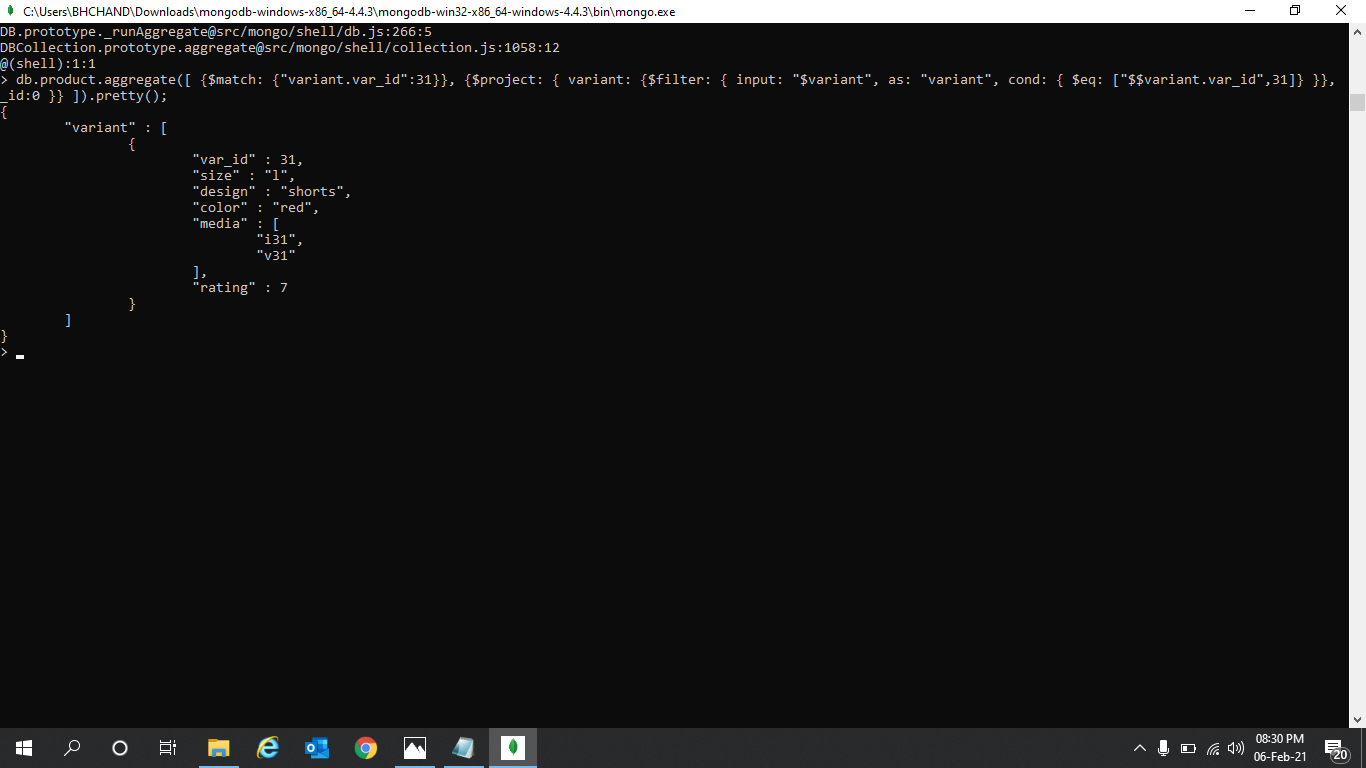 C:\Users\BHCHAND\Downloads\mongodb-windows-x86_64-4.4.3\mongodb-win32-x86_64-windows-4.4.3\bin\mongo.exe
DB.prototype._runAggregate@src/mongo/shell/db.js:266:5
DBCollection.prototype.aggregate@src/mongo/shell/collection.js:1058:12
@(shell):1:1
> db.product.aggregate([ {$match: {"variant.var_id":31}}, {$project: { variant: {$filter: { input: "$variant", as: "variant", cond: { $eq: ["$$variant.var_id",31]} }},
_id:0 }} ]).pretty();
{
"variant" : [
{
"var_id" : 31,
"size" : "l",
"design" : "shorts",
"color" : "red",
"media" : [
"i31",
"v31"
],
"rating" : 7
}
]
}
>
08:30 PM
06-Feb-21
20